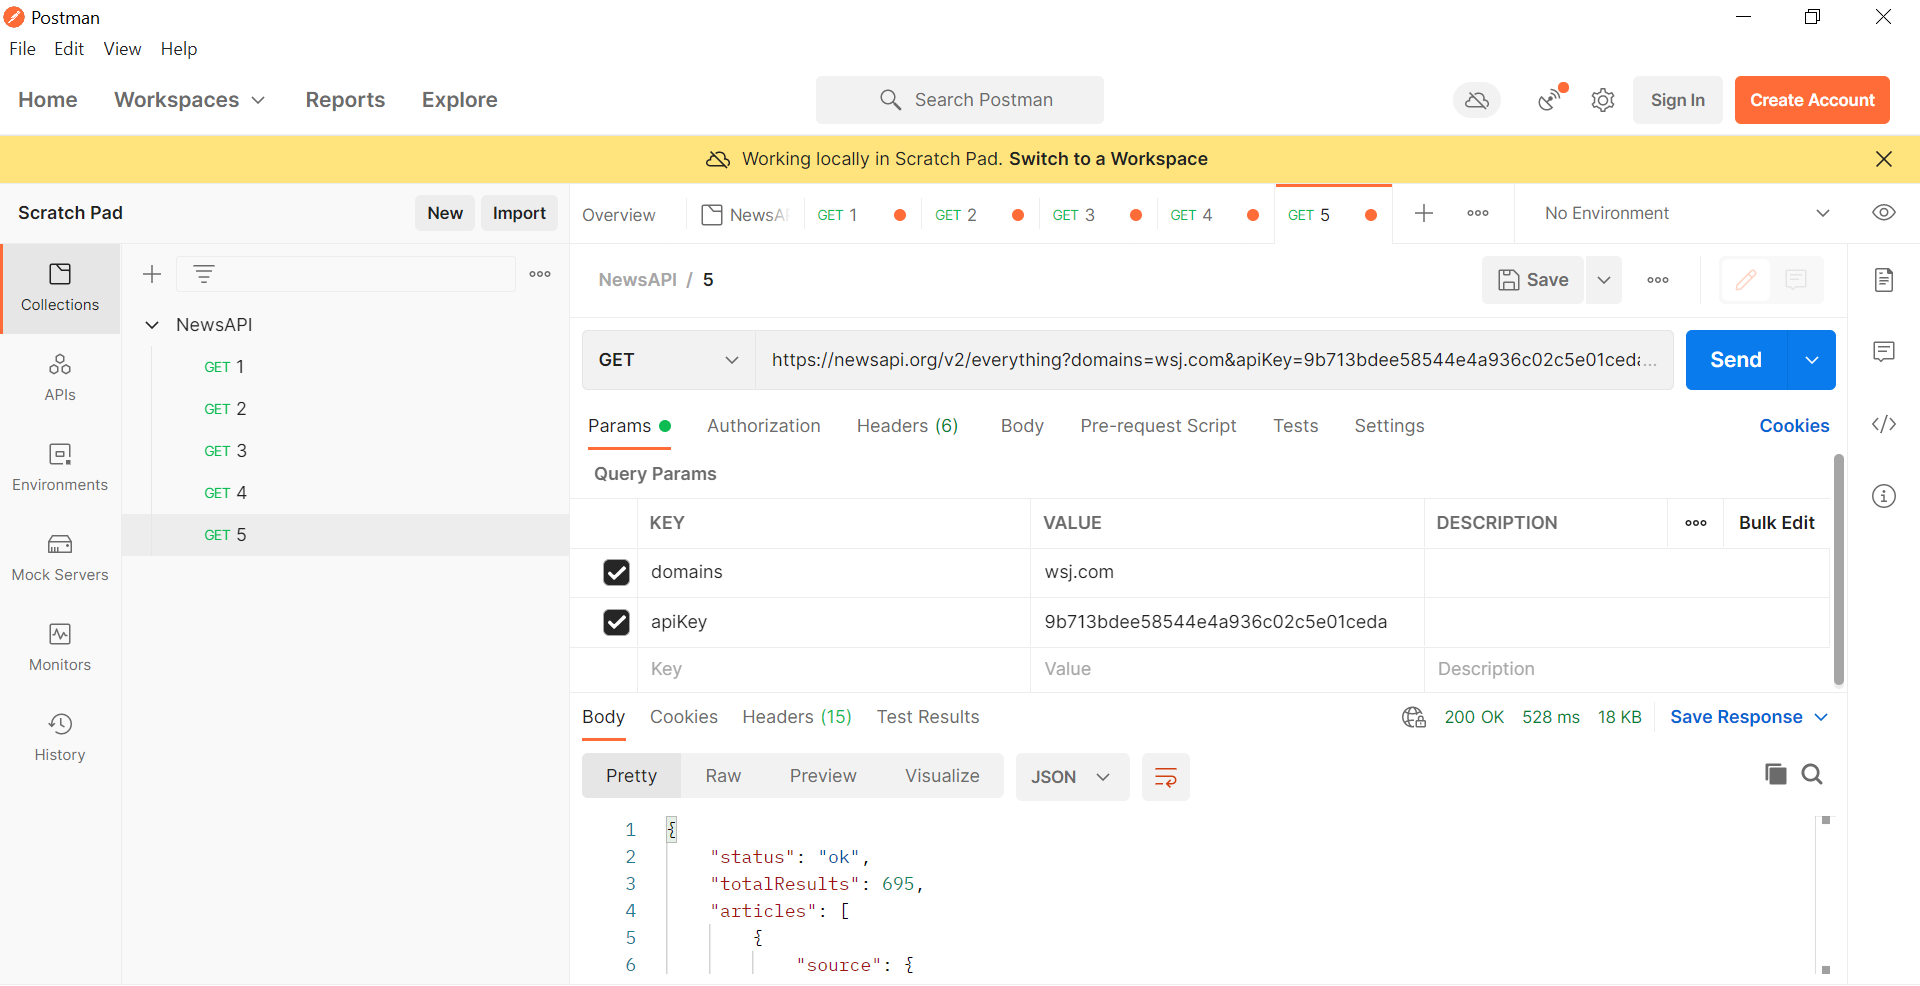 Postman
File Edit View Help
Home Workspaces Reports Explore Search Postman Sign In Create Account
Working locally in Scratch Pad. Switch to a Workspace
Scratch Pad New Import
Overview NewsAP GET 1 GET 2 GET 3 GET 4 GET 5 No Environment
Collections
APIs
Environments
Mock Servers
Monitors
History
NewsAPI
GET 1
GET 2
GET 3
GET 4
GET 5
NewsAPI / 5 Save
GET https://newsapi.org/v2/everything?domains=wsj.com&apiKey=9b713bdee58544e4a936c02c5e01ceda... Send
Params Authorization Headers (6) Body Pre-request Script Tests Settings Cookies
Query Params
KEY VALUE DESCRIPTION Bulk Edit
domains wsj.com
apiKey 9b713bdee58544e4a936c02c5e01ceda
Key Value Description
Body Cookies Headers (15) Test Results 200 OK 528 ms 18 KB Save Response
Pretty Raw Preview Visualize JSON
1 {
2 "status": "ok",
3 "totalResults": 695,
4 "articles": [
5 {
6 "source": {